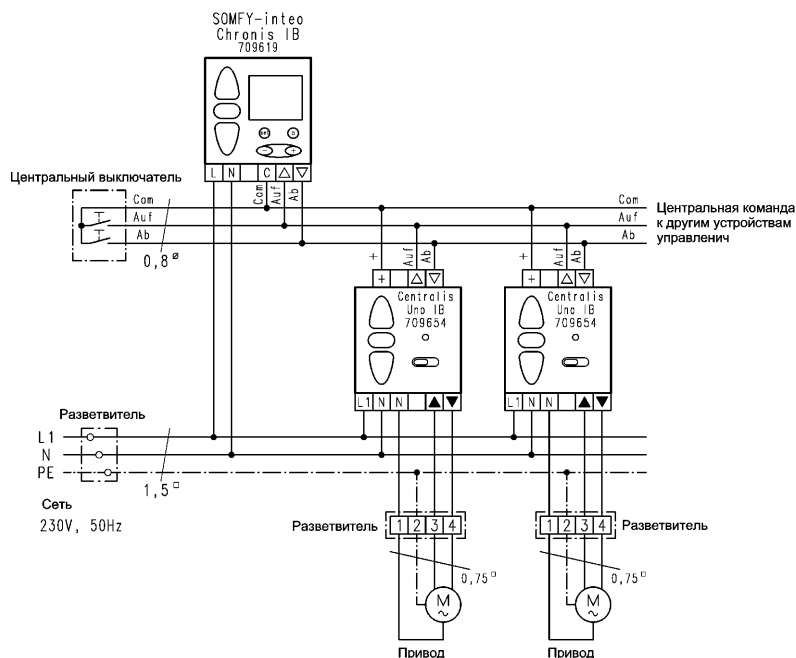 SOMFY-inteo
Chronis IB
709619
set
L N C △ ▽
Com Auf Ab
Центральный выключатель
Com
Auf
Ab
0,8 ø
Com
Auf
Ab
Центральная команда
к другим устройствам
управленич
+ Auf Ab
+ △ ▽
Centralis
Uno IB
709654
L1 N N ▲ ▼
+ Auf Ab
+ △ ▽
Centralis
Uno IB
709654
L1 N N ▲ ▼
Разветвитель
L1
N
PE
1,5 □
Сеть
230V, 50Hz
Разветвитель
1 2 3 4
1 2 3 4
Разветвитель
0,75 □
0,75 □
M
~
M
~
Привод
Привод